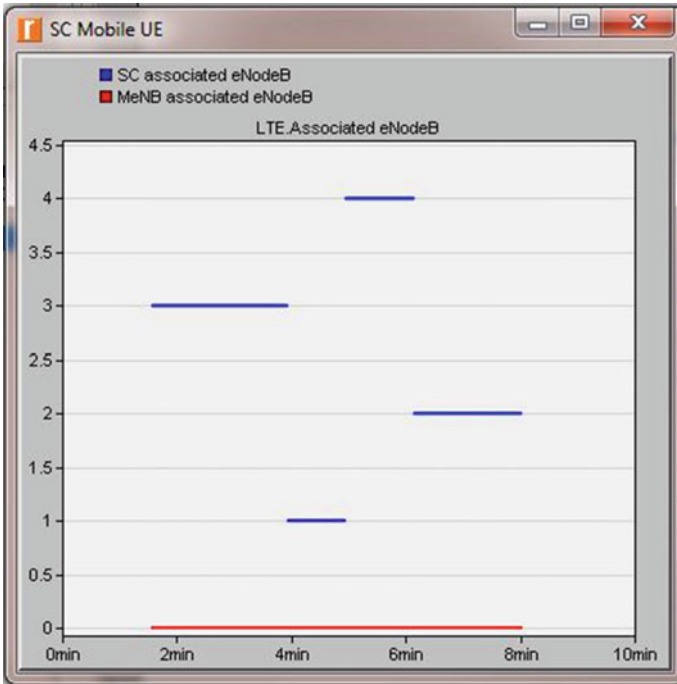 SC Mobile UE
SC associated eNodeB
MeNB associated eNodeB
LTE.Associated eNodeB
4.5
4
3.5
3
2.5
2
1.5
1
0.5
0
0min 2min 4min 6min 8min 10min